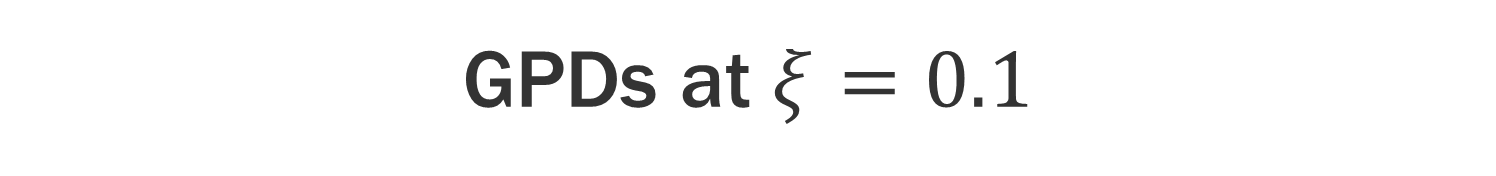 GPDs at ξ = 0.1